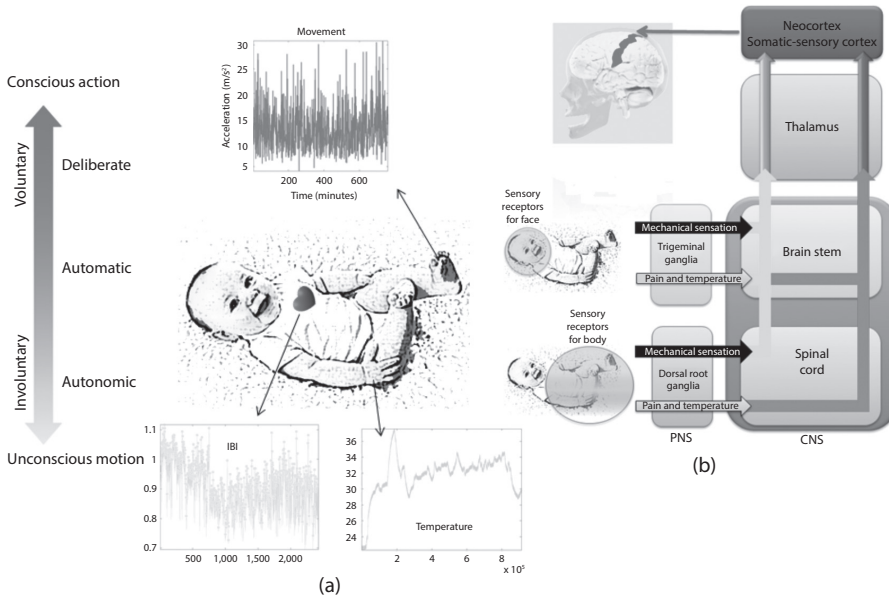 Movement
Acceleration (m/s²)
30
25
20
15
10
5
200
400
600
Time (minutes)
Conscious action
Voluntary
Deliberate
Automatic
Involuntary
Autonomic
Unconscious motion
1.1
1
0.9
0.8
0.7
IBI
500
1,000
1,500
2,000
36
34
32
30
28
26
24
Temperature
2
4
6
8
x 10⁵
(a)
Neocortex
Somatic-sensory cortex
Thalamus
Sensory
receptors
for face
Mechanical sensation
Trigeminal
ganglia
Brain stem
Pain and temperature
Sensory
receptors
for body
Mechanical sensation
Spinal
cord
Dorsal root
ganglia
Pain and temperature
PNS
CNS
(b)